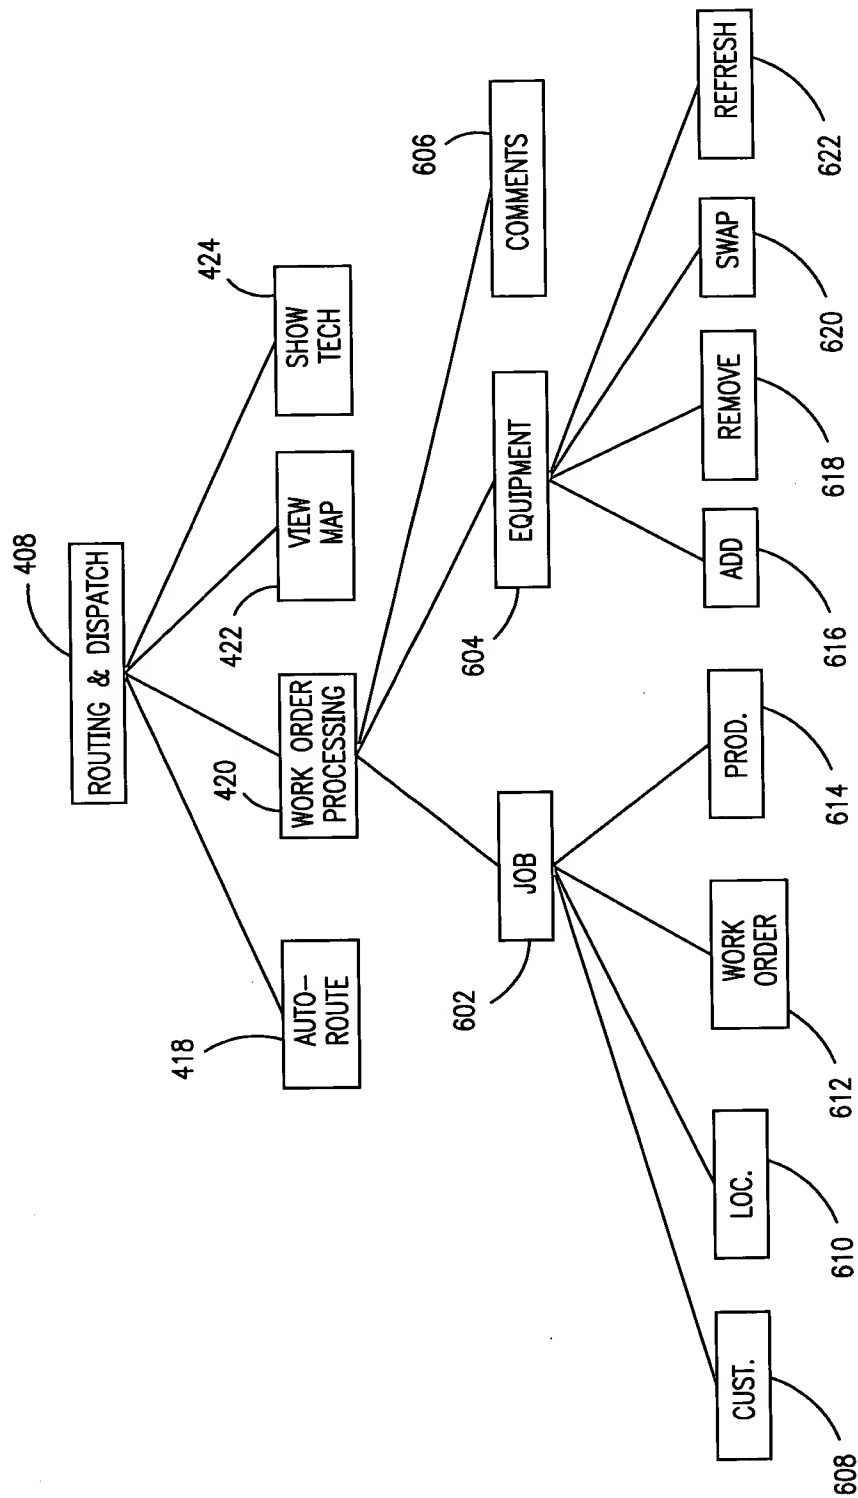 408
ROUTING & DISPATCH
418
AUTO-
ROUTE
420
WORK ORDER
PROCESSING
422
VIEW
MAP
424
SHOW
TECH
602
JOB
604
EQUIPMENT
606
COMMENTS
CUST.
608
LOC.
610
WORK
ORDER
612
PROD.
614
ADD
616
REMOVE
618
SWAP
620
REFRESH
622